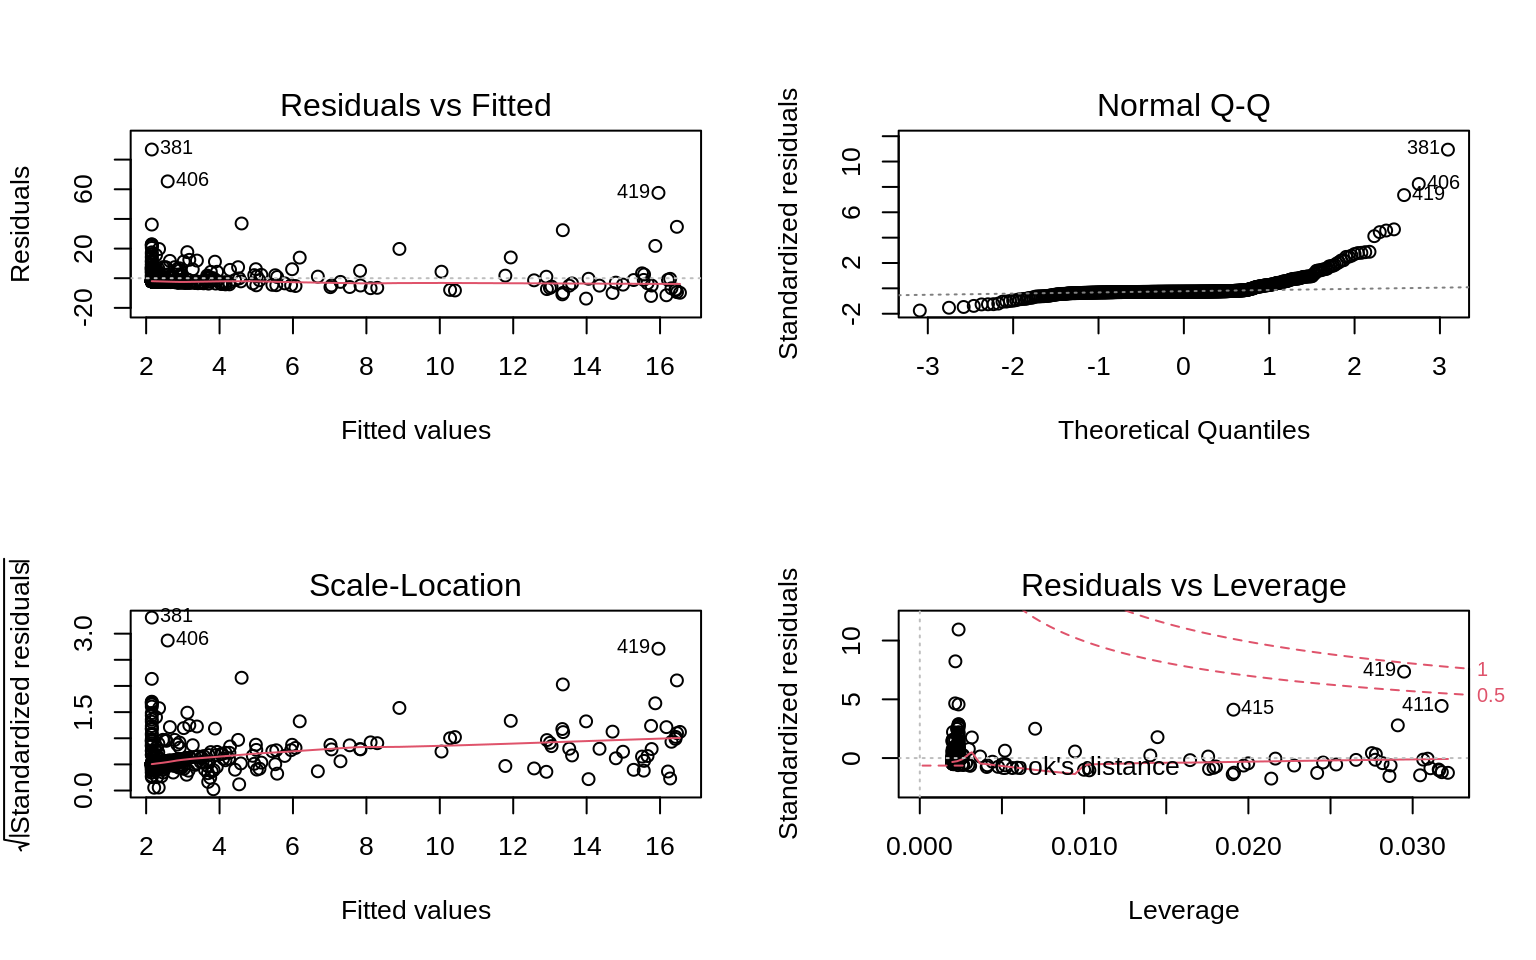 Residuals vs Fitted
Residuals
-20 20 60
381
406
419
2 4 6 8 10 12 14 16
Fitted values
Normal Q-Q
Standardized residuals
-2 2 6 10
381
406
419
-3 -2 -1 0 1 2 3
Theoretical Quantiles
Scale-Location
√|Standardized residuals|
0.0 1.5 3.0
381
406
419
2 4 6 8 10 12 14 16
Fitted values
Residuals vs Leverage
Standardized residuals
0 5 10
419
415
411
1
0.5
ok's distance
0.000 0.010 0.020 0.030
Leverage